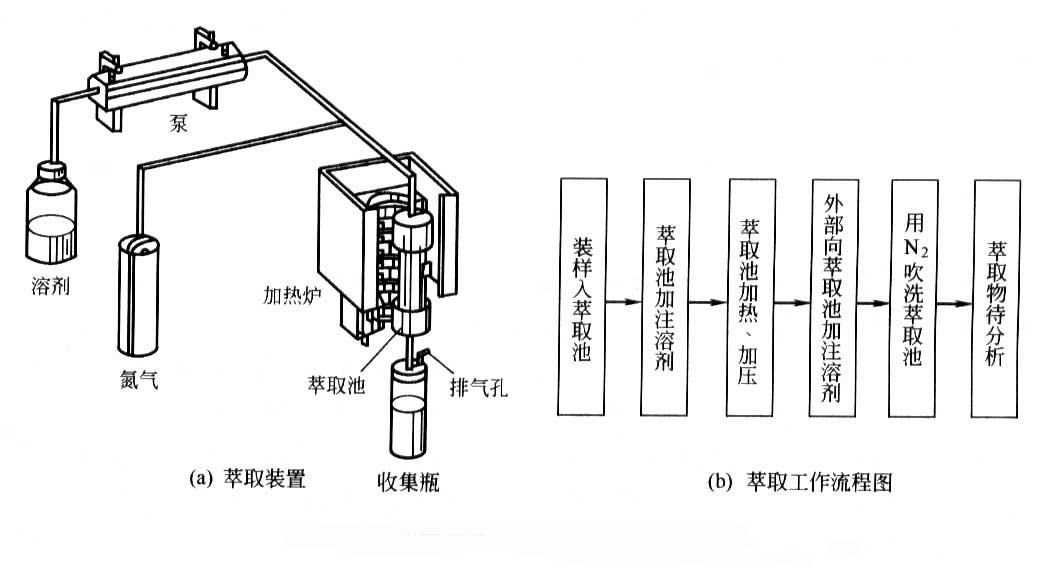 泵
溶剂
氮气
加热炉
萃取池
排气孔
收集瓶
(a) 萃取装置
装样入萃取池
萃取池加注溶剂
萃取池加热、加压
外部向萃取池加注溶剂
用N2吹洗萃取池
萃取物待分析
(b) 萃取工作流程图